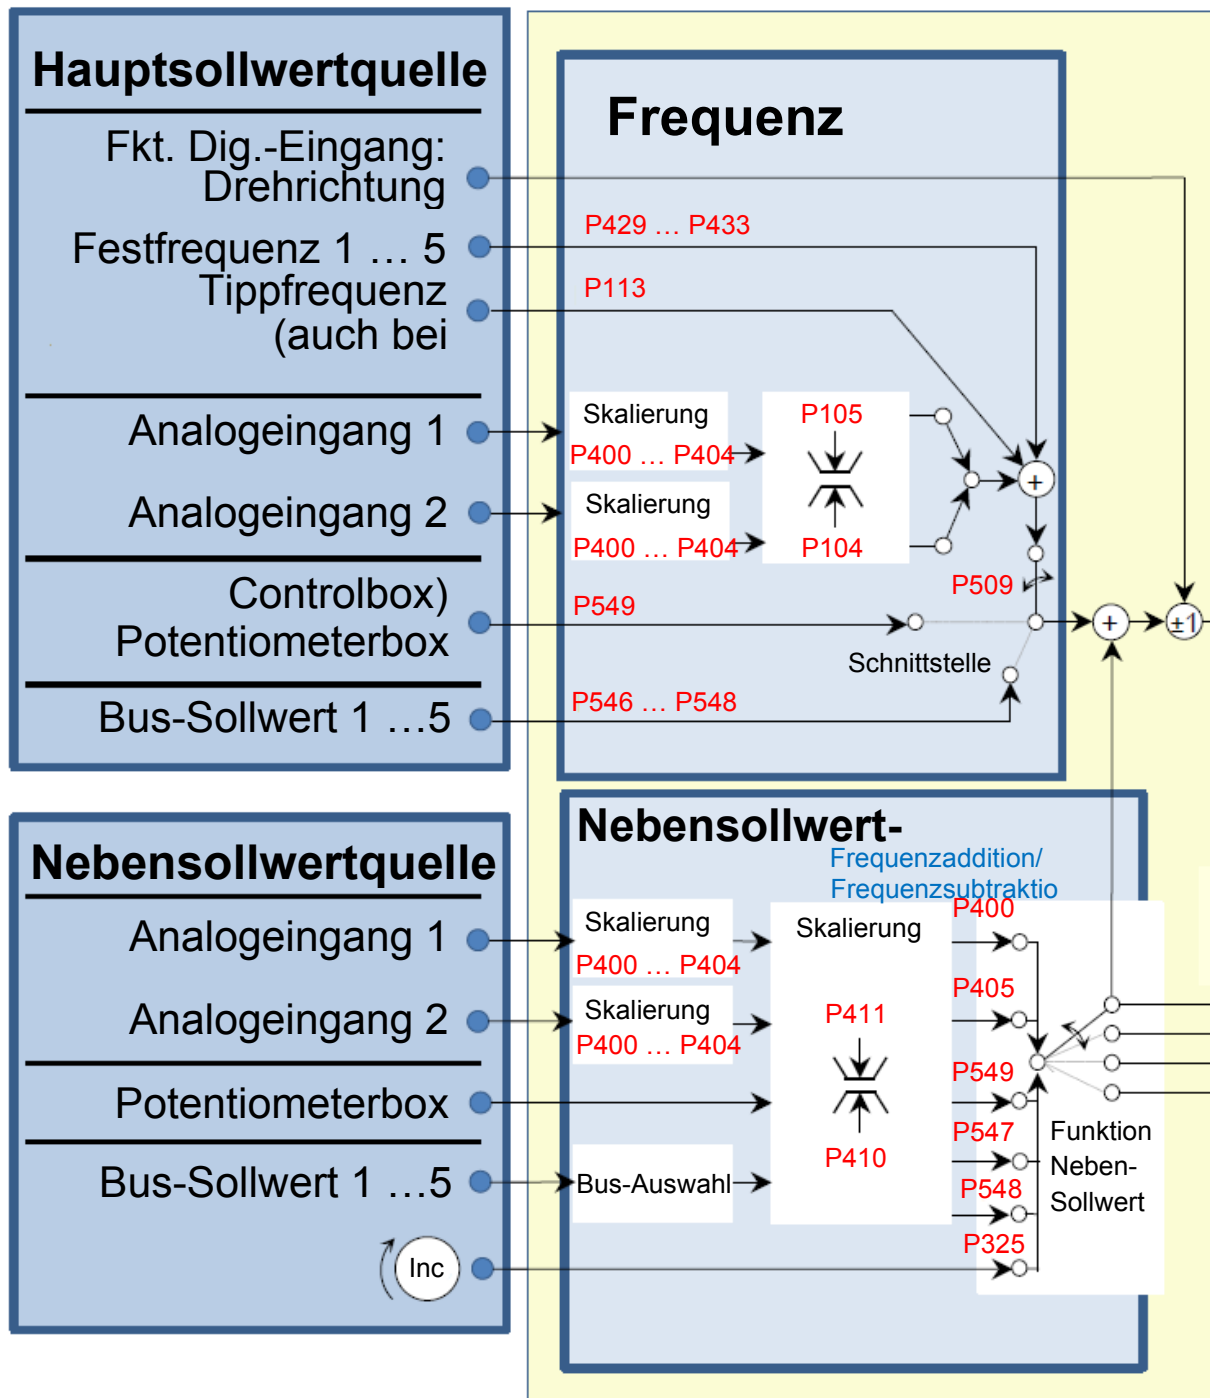 Hauptsollwertquelle
Fkt. Dig.-Eingang:
Drehrichtung
Festfrequenz 1 … 5
Tippfrequenz
(auch bei
Analogeingang 1
Analogeingang 2
Controlbox)
Potentiometerbox
Bus-Sollwert 1 …5
Frequenz
P429 … P433
P113
Skalierung
P400 … P404
Skalierung
P400 … P404
P105
P104
+
P509
P549
Schnittstelle
P546 … P548
+
±1
Nebensollwertquelle
Analogeingang 1
Analogeingang 2
Potentiometerbox
Bus-Sollwert 1 …5
Inc
Nebensollwert-
Frequenzaddition/
Frequenzsubtraktio
Skalierung
P400 … P404
Skalierung
P400 … P404
Bus-Auswahl
Skalierung
P411
P410
P400
P405
P549
P547
P548
P325
Funktion
Neben-
Sollwert